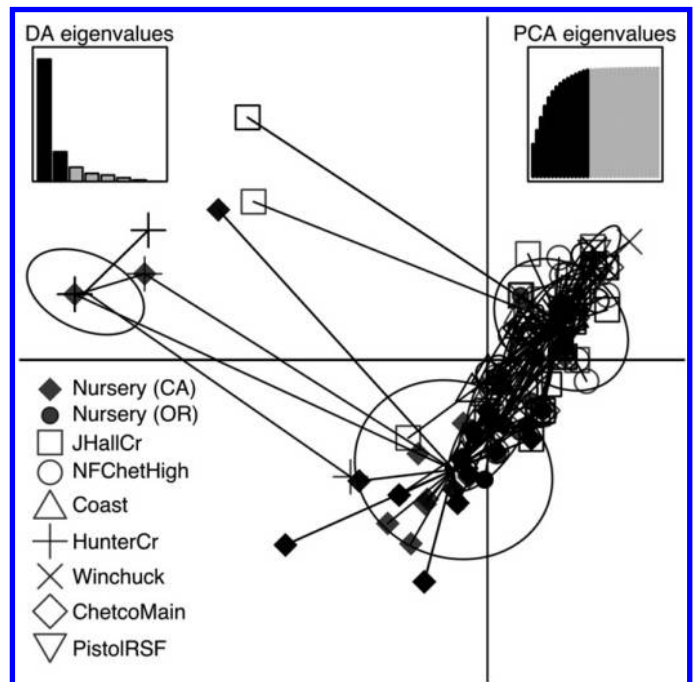 DA eigenvalues
PCA eigenvalues
Nursery (CA)
Nursery (OR)
JHallCr
NFChetHigh
Coast
HunterCr
Winchuck
ChetcoMain
PistolRSF